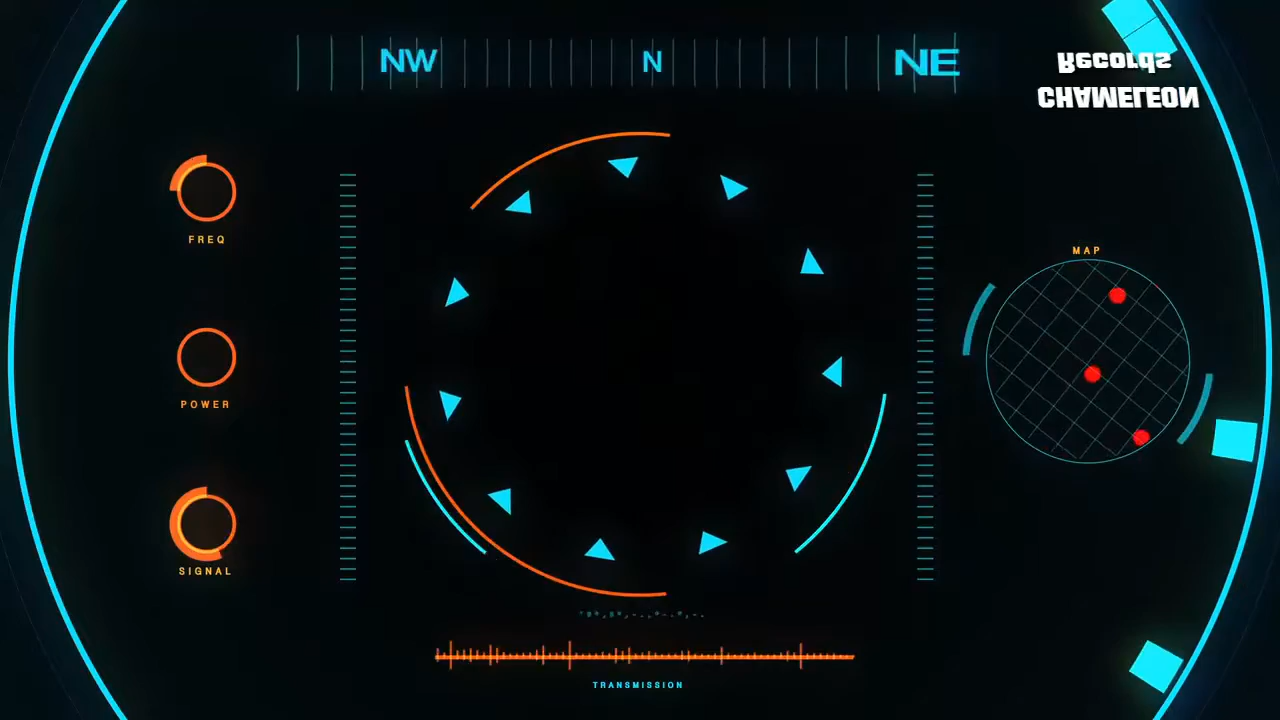 NW N NE
Records
CHAMELEON
FREQ
MAP
POWER
SIGNAL
TRANSMISSION